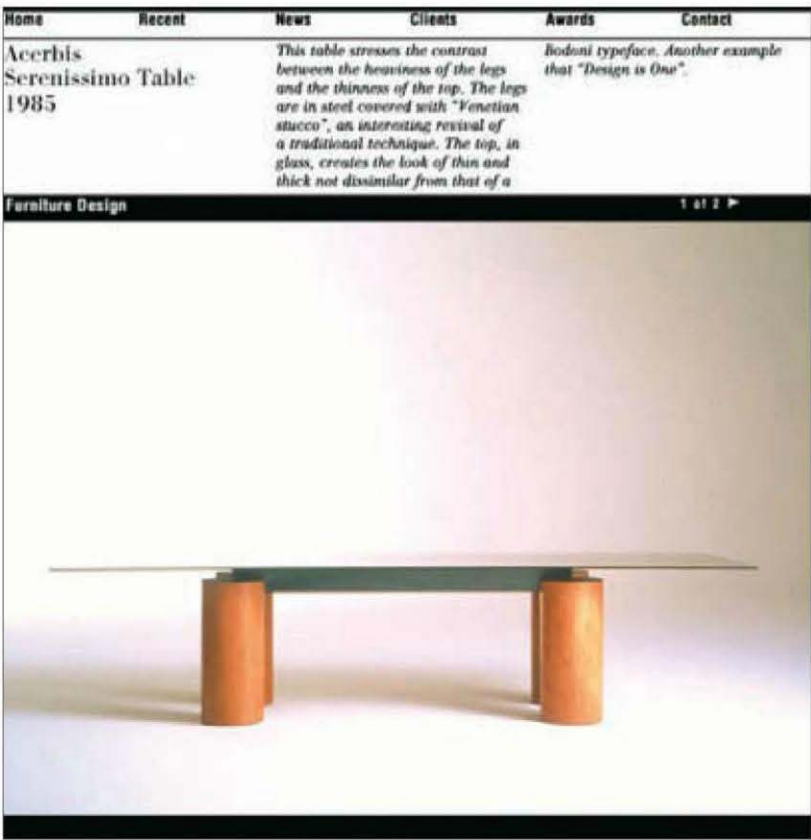 Home Recent News Clients Awards Contact
Acerbis
Serenissimo Table
1985
This table stresses the contrast
between the heaviness of the legs
and the thinness of the top. The legs
are in steel covered with "Venetian
stucco", an interesting revival of
a traditional technique. The top, in
glass, creates the look of thin and
thick not dissimilar from that of a
Bodoni typeface. Another example
that "Design is One".
Furniture Design 1 of 2 ►